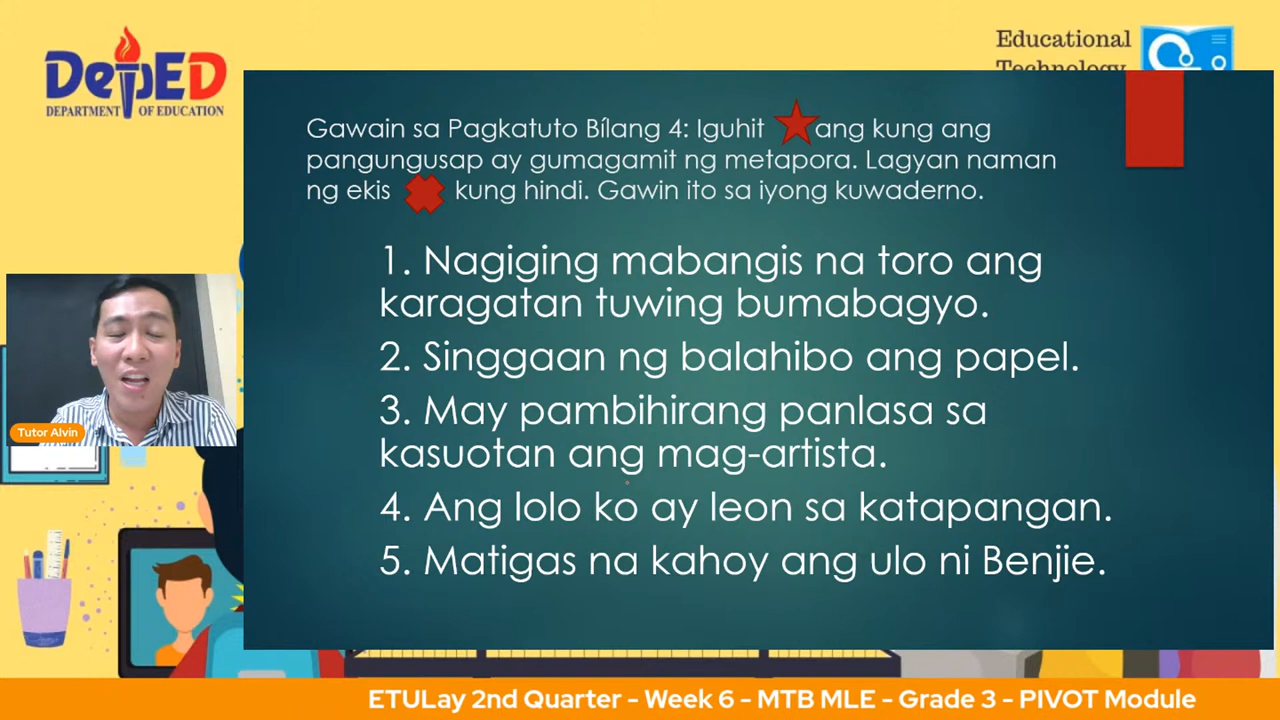 DepED
DEPARTMENT OF EDUCATION
Educational
Technology
Gawain sa Pagkatuto Bílang 4: Iguhit ang kung ang
pangungusap ay gumagamit ng metapora. Lagyan naman
ng ekis kung hindi. Gawin ito sa iyong kuwaderno.
1. Nagiging mabangis na toro ang
karagatan tuwing bumabagyo.
2. Singgaan ng balahibo ang papel.
3. May pambihirang panlasa sa
kasuotan ang mag-artista.
4. Ang lolo ko ay leon sa katapangan.
5. Matigas na kahoy ang ulo ni Benjie.
Tutor Alvin
ETULay 2nd Quarter - Week 6 - MTB MLE - Grade 3 - PIVOT Module